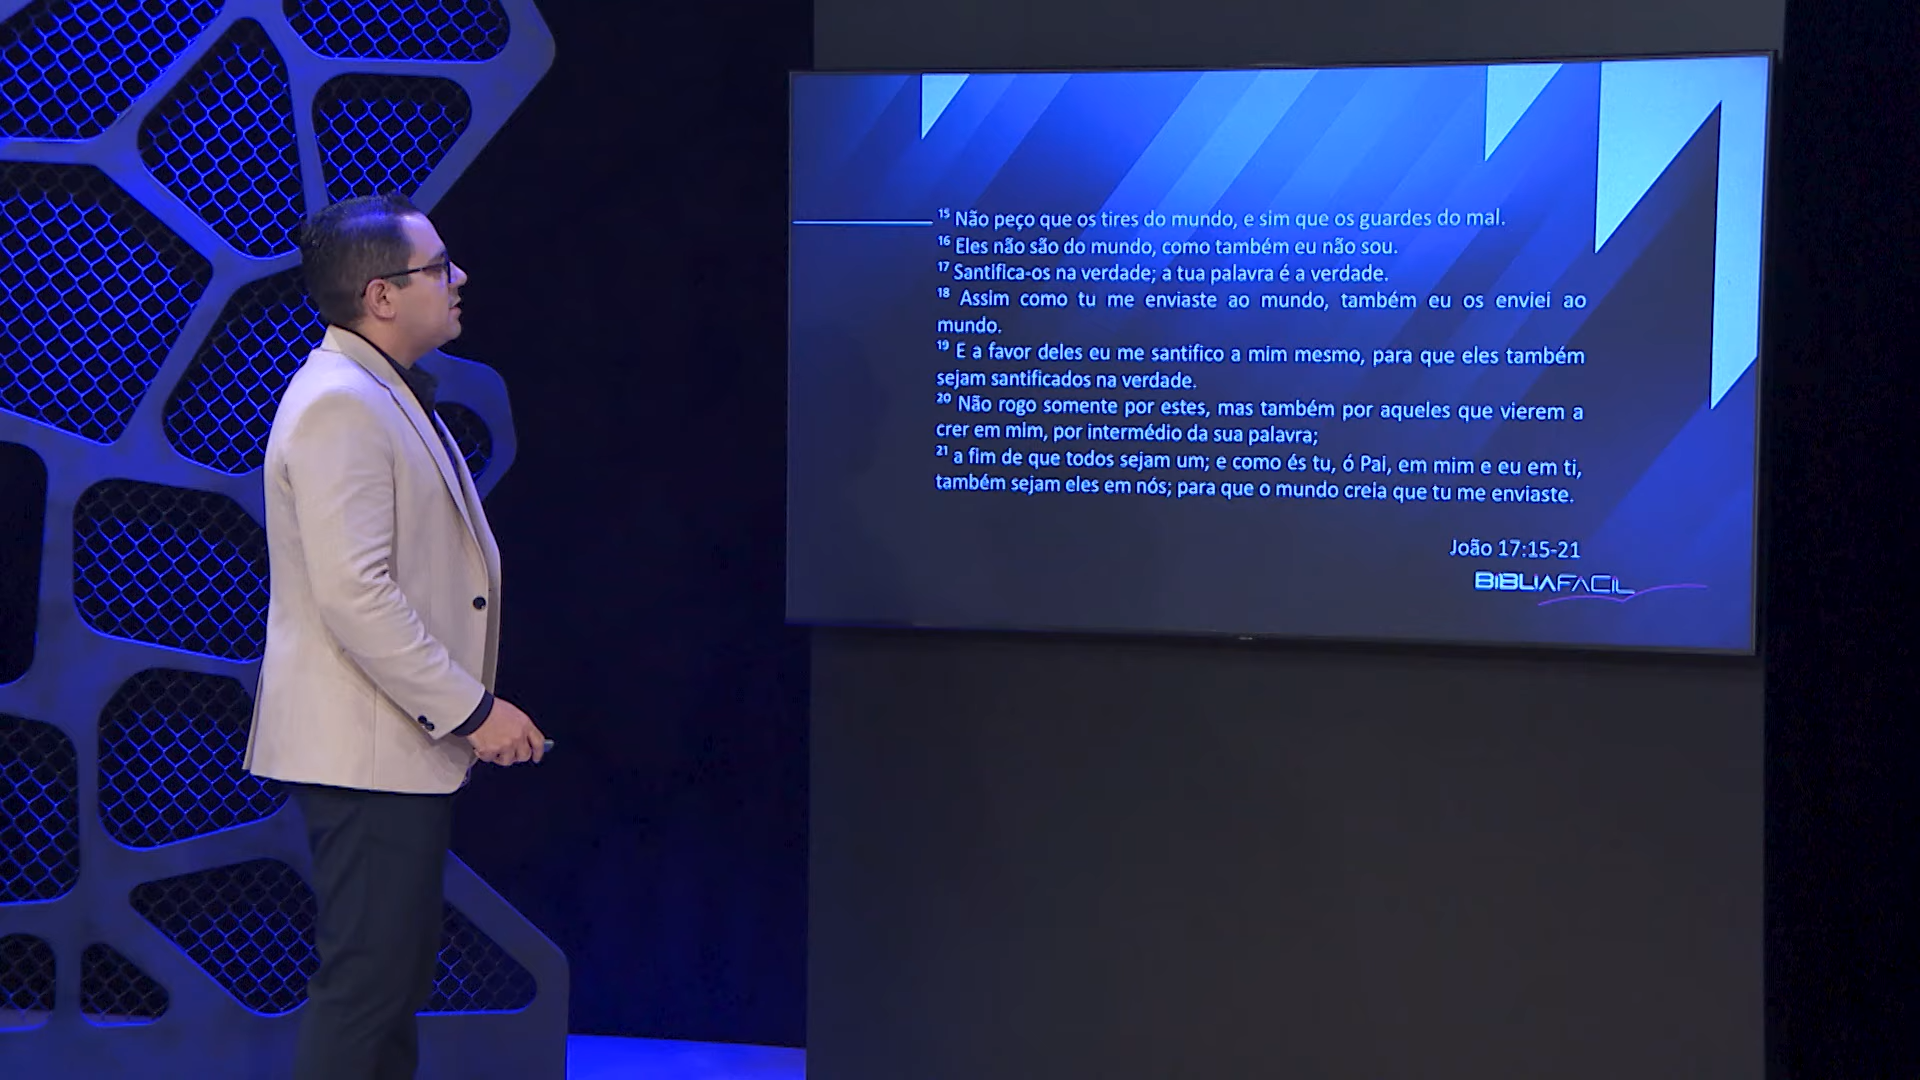 ¹⁵ Não peço que os tires do mundo, e sim que os guardes do mal.
¹⁶ Eles não são do mundo, como também eu não sou.
¹⁷ Santifica-os na verdade; a tua palavra é a verdade.
¹⁸ Assim como tu me enviaste ao mundo, também eu os enviei ao
mundo.
¹⁹ E a favor deles eu me santifico a mim mesmo, para que eles também
sejam santificados na verdade.
²⁰ Não rogo somente por estes, mas também por aqueles que vierem a
crer em mim, por intermédio da sua palavra;
²¹ a fim de que todos sejam um; e como és tu, ó Pai, em mim e eu em ti,
também sejam eles em nós; para que o mundo creia que tu me enviaste.
João 17:15-21
BIBLIAFACIL